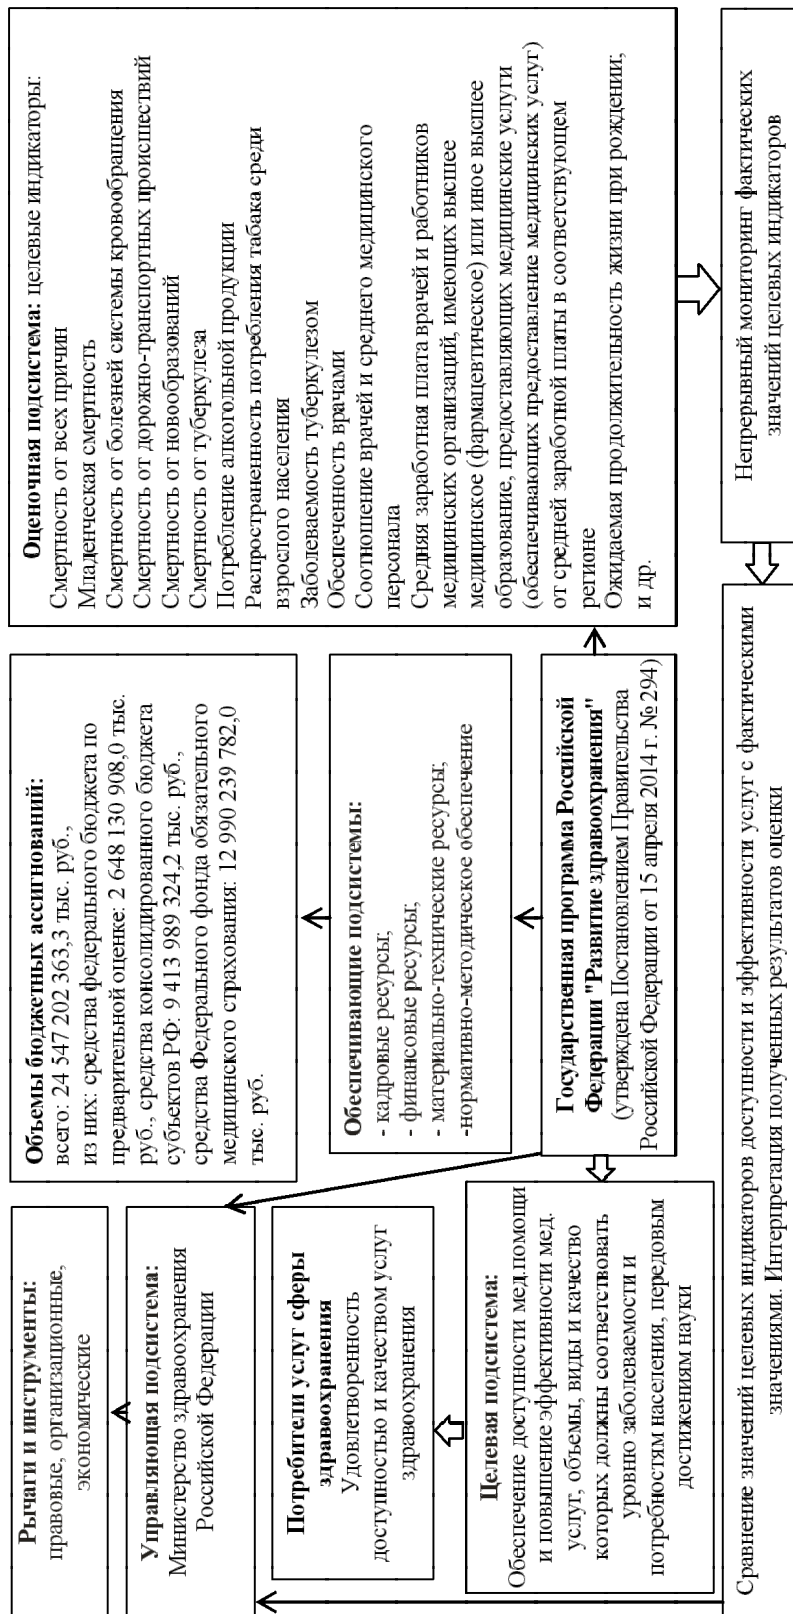 Рычаги и инструменты:
правовые, организационные,
экономические
Управляющая подсистема:
Министерство здравоохранения
Российской Федерации
Потребители услуг сферы
здравоохранения
Удовлетворенность
доступностью и качеством услуг
здравоохранения
Целевая подсистема:
Обеспечение доступности мед.помощи
и повышение эффективности мед.
услуг, объемы, виды и качество
которых должны соответствовать
уровню заболеваемости и
потребностям населения, передовым
достижениям науки
Объемы бюджетных ассигнований:
всего: 24 547 202 363,3 тыс. руб.,
из них: средства федерального бюджета по
предварительной оценке: 2 648 130 908,0 тыс.
руб., средства консолидированного бюджета
субъектов РФ: 9 413 989 324,2 тыс. руб.,
средства Федерального фонда обязательного
медицинского страхования: 12 990 239 782,0
тыс. руб.
Обеспечивающие подсистемы:
- кадровые ресурсы;
- финансовые ресурсы;
- материально-технические ресурсы;
-нормативно-методическое обеспечение
Государственная программа Российской
Федерации "Развитие здравоохранения"
(утверждена Постановлением Правительства
Российской Федерации от 15 апреля 2014 г. № 294)
Оценочная подсистема: целевые индикаторы:
Смертность от всех причин
Младенческая смертность
Смертность от болезней системы кровообращения
Смертность от дорожно-транспортных происшествий
Смертность от новообразований
Смертность от туберкулеза
Потребление алкогольной продукции
Распространенность потребления табака среди
взрослого населения
Заболеваемость туберкулезом
Обеспеченность врачами
Соотношение врачей и среднего медицинского
персонала
Средняя заработная плата врачей и работников
медицинских организаций, имеющих высшее
медицинское (фармацевтическое) или иное высшее
образование, предоставляющих медицинские услуги
(обеспечивающих предоставление медицинских услуг)
от средней заработной платы в соответствующем
регионе
Ожидаемая продолжительность жизни при рождении;
и др.
Непрерывный мониторинг фактических
значений целевых индикаторов
Сравнение значений целевых индикаторов доступности и эффективности услуг с фактическими
значениями. Интерпретация полученных результатов оценки